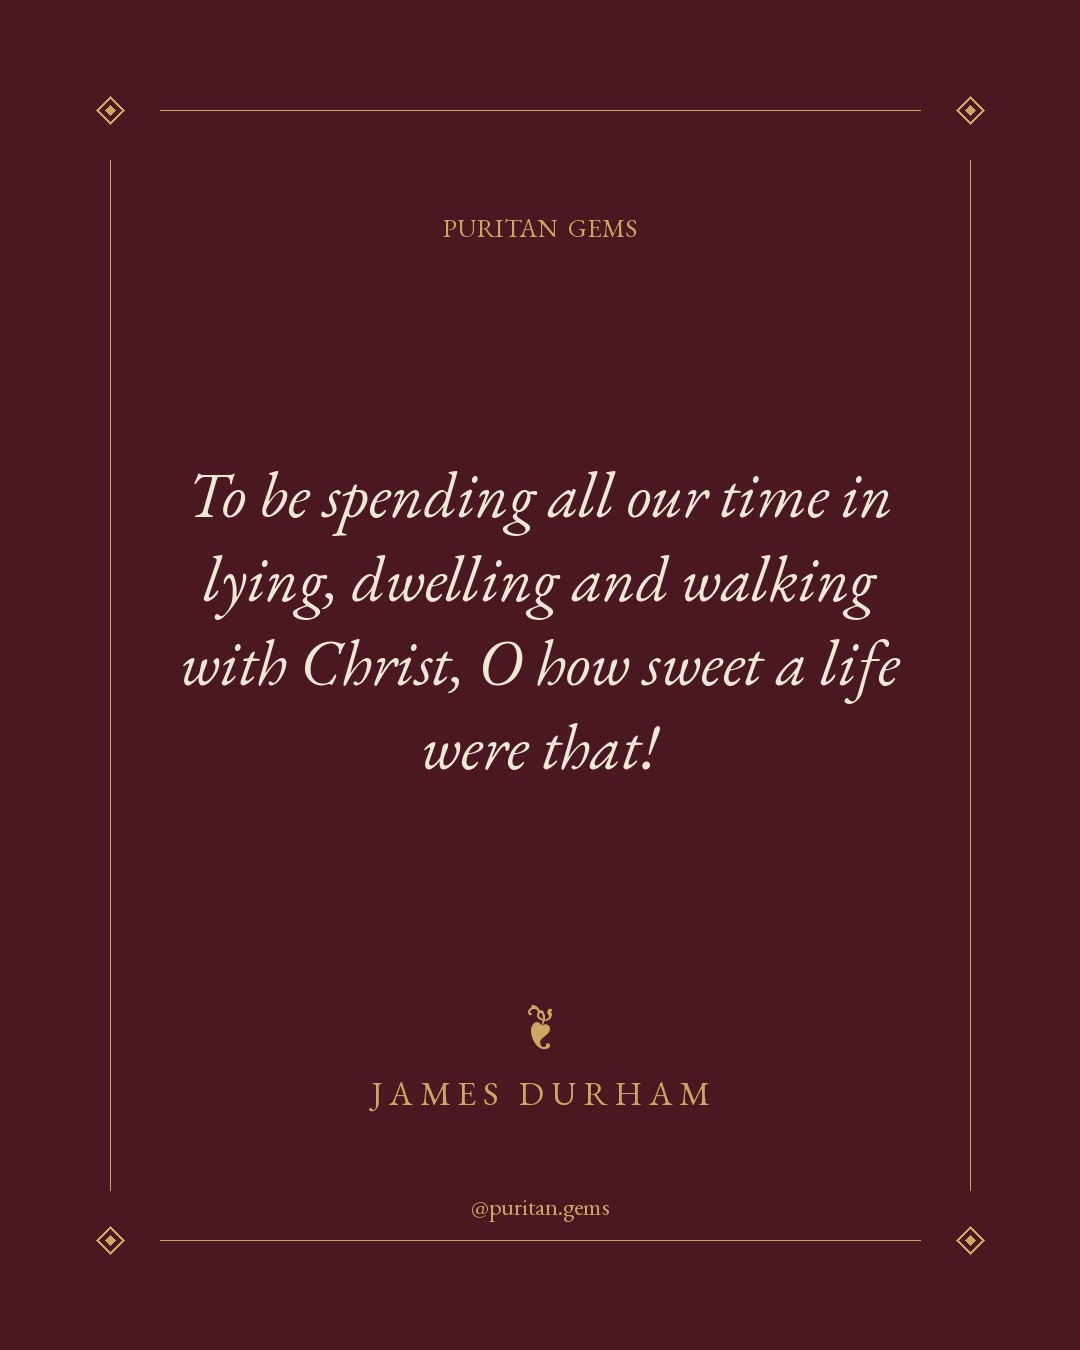 PURITAN GEMS
To be spending all our time in
lying, dwelling and walking
with Christ, O how sweet a life
were that!
JAMES DURHAM
@puritan.gems